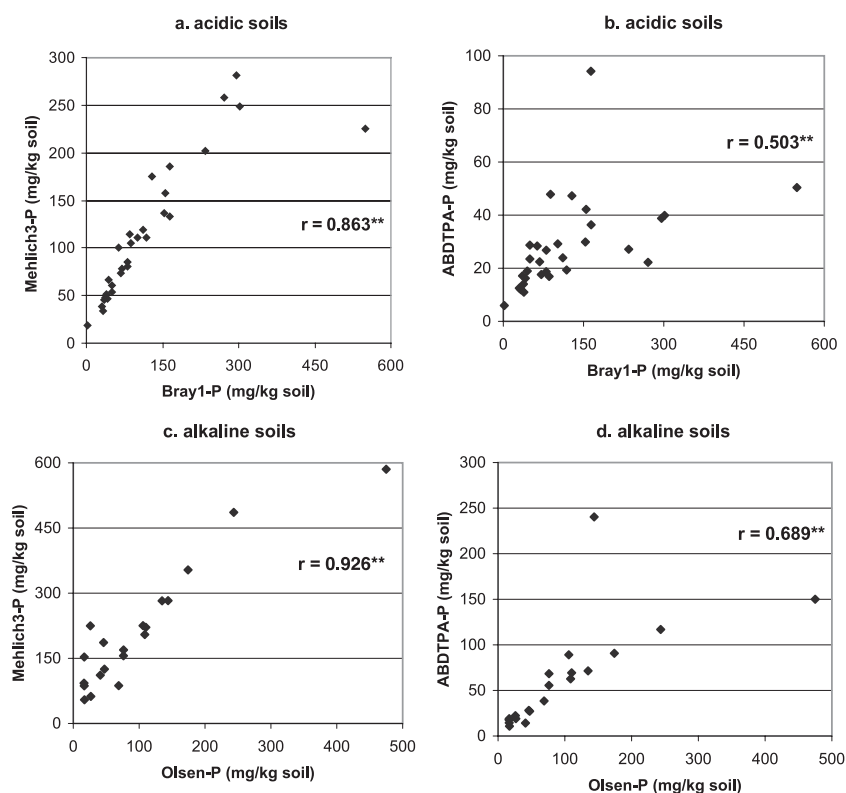 a. acidic soils
Mehlich3-P (mg/kg soil)
300
250
200
150
100
50
0
0 150 300 450 600
r = 0.863**
Bray1-P (mg/kg soil)
b. acidic soils
ABDTPA-P (mg/kg soil)
100
80
60
40
20
0
0 150 300 450 600
r = 0.503**
Bray1-P (mg/kg soil)
c. alkaline soils
Mehlich3-P (mg/kg soil)
600
450
300
150
0
0 100 200 300 400 500
r = 0.926**
Olsen-P (mg/kg soil)
d. alkaline soils
ABDTPA-P (mg/kg soil)
300
250
200
150
100
50
0
0 100 200 300 400 500
r = 0.689**
Olsen-P (mg/kg soil)